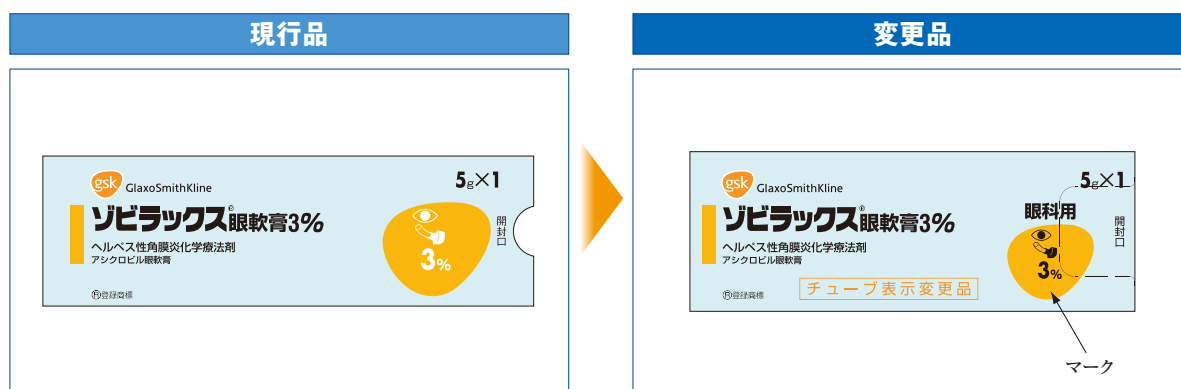 現行品
変更品
gsk GlaxoSmithKline
5g×1
ゾビラックス®眼軟膏3%
ヘルペス性角膜炎化学療法剤
アシクロビル眼軟膏
3%
開封口
Ⓡ登録商標
gsk GlaxoSmithKline
5g×1
ゾビラックス®眼軟膏3%
眼科用
ヘルペス性角膜炎化学療法剤
アシクロビル眼軟膏
3%
開封口
Ⓡ登録商標
チューブ表示変更品
マーク